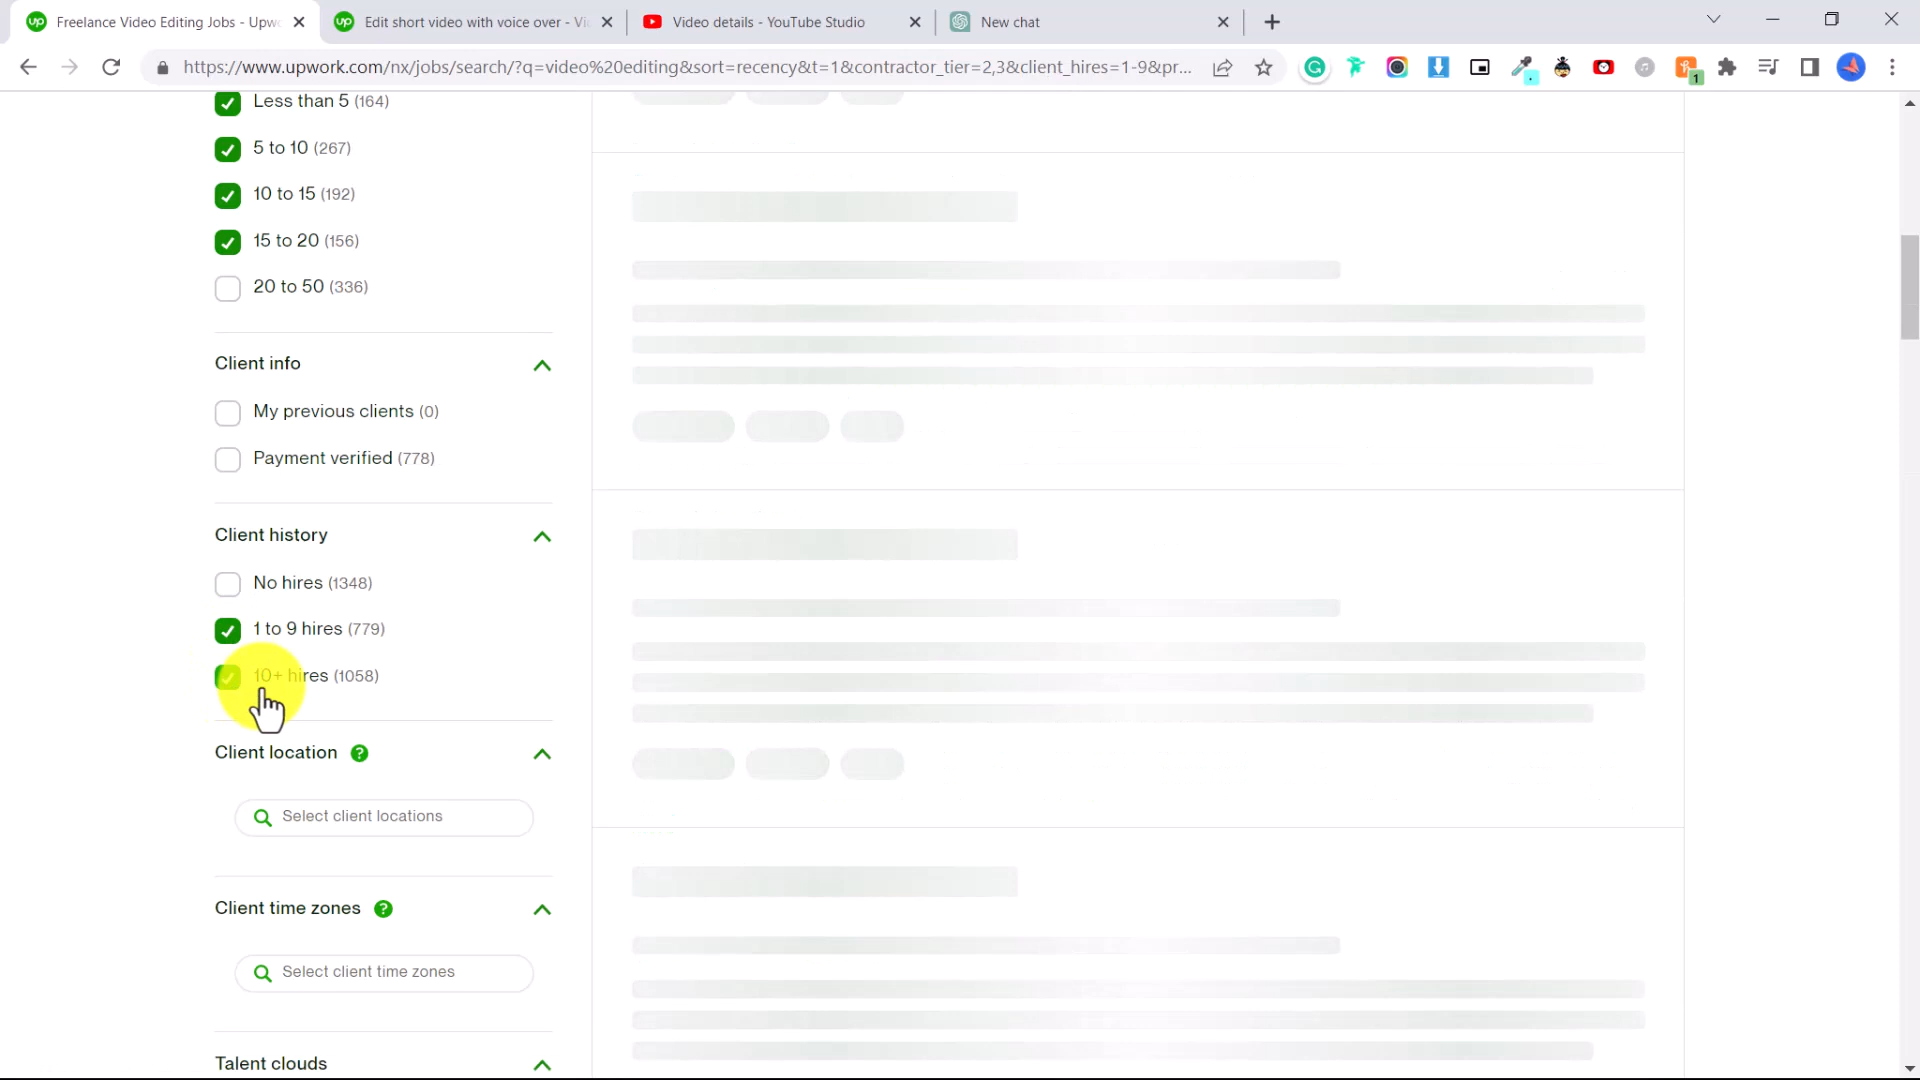 Freelance Video Editing Jobs - Upwo
Edit short video with voice over - Vi
Video details - YouTube Studio
New chat
https://www.upwork.com/nx/jobs/search/?q=video%20editing&sort=recency&t=1&contractor_tier=2,3&client_hires=1-9&pr...
1
Less than 5 (164)
5 to 10 (267)
10 to 15 (192)
15 to 20 (156)
20 to 50 (336)
Client info
My previous clients (0)
Payment verified (778)
Client history
No hires (1348)
1 to 9 hires (779)
10+ hires (1058)
Client location ?
Select client locations
Client time zones ?
Select client time zones
Talent clouds